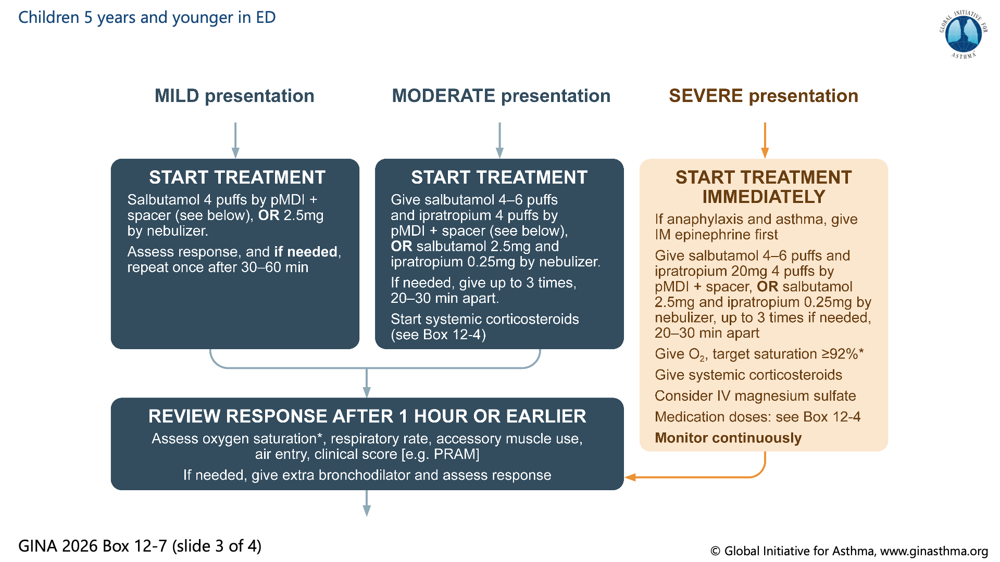 Children 5 years and younger in ED
GLOBAL INITIATIVE FOR ASTHMA
MILD presentation
MODERATE presentation
SEVERE presentation
START TREATMENT
Salbutamol 4 puffs by pMDI +
spacer (see below), OR 2.5mg
by nebulizer.
Assess response, and if needed,
repeat once after 30–60 min
START TREATMENT
Give salbutamol 4–6 puffs
and ipratropium 4 puffs by
pMDI + spacer (see below),
OR salbutamol 2.5mg and
ipratropium 0.25mg by nebulizer.
If needed, give up to 3 times,
20–30 min apart.
Start systemic corticosteroids
(see Box 12-4)
START TREATMENT
IMMEDIATELY
If anaphylaxis and asthma, give
IM epinephrine first
Give salbutamol 4–6 puffs and
ipratropium 20mg 4 puffs by
pMDI + spacer, OR salbutamol
2.5mg and ipratropium 0.25mg by
nebulizer, up to 3 times if needed,
20–30 min apart
Give O₂, target saturation ≥92%*
Give systemic corticosteroids
Consider IV magnesium sulfate
Medication doses: see Box 12-4
Monitor continuously
REVIEW RESPONSE AFTER 1 HOUR OR EARLIER
Assess oxygen saturation*, respiratory rate, accessory muscle use,
air entry, clinical score [e.g. PRAM]
If needed, give extra bronchodilator and assess response
GINA 2026 Box 12-7 (slide 3 of 4)
© Global Initiative for Asthma, www.ginasthma.org